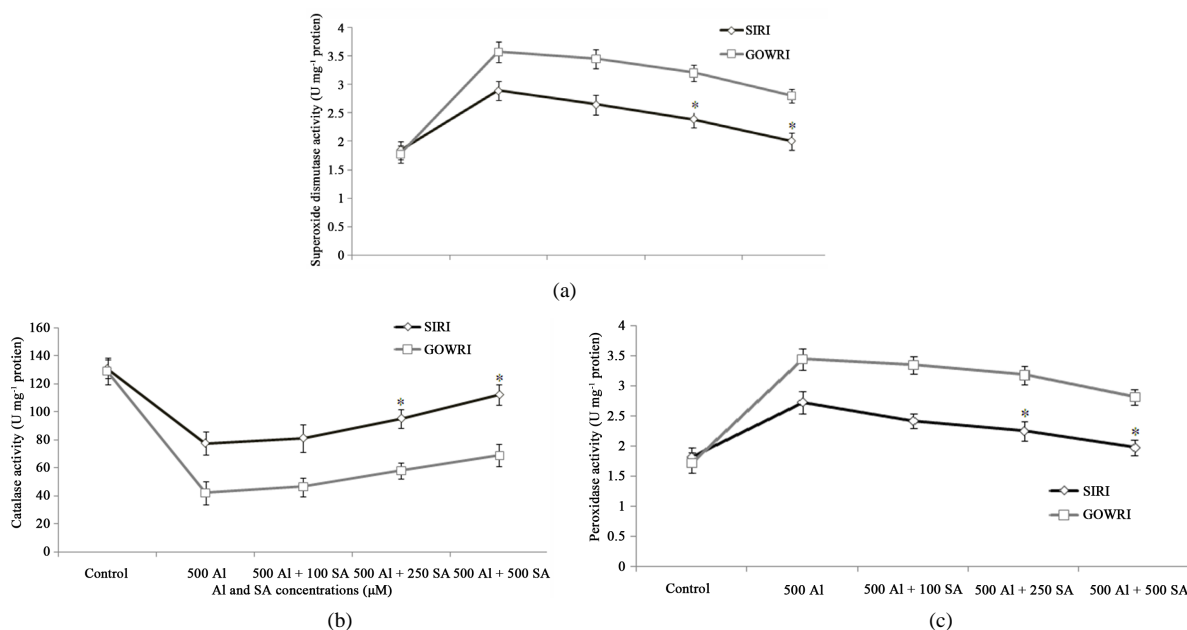 Superoxide dismutase activity (U mg⁻¹ protien)
4
3.5
3
2.5
2
1.5
1
0.5
0
SIRI
GOWRI
*
*
(a)
Catalase activity (U mg⁻¹ protien)
160
140
120
100
80
60
40
20
0
SIRI
GOWRI
*
*
Control 500 Al 500 Al + 100 SA 500 Al + 250 SA 500 Al + 500 SA
Al and SA concentrations (μM)
(b)
Peroxidase activity (U mg⁻¹ protien)
4
3.5
3
2.5
2
1.5
1
0.5n
0
SIRI
GOWRI
*
*
Control 500 Al 500 Al + 100 SA 500 Al + 250 SA 500 Al + 500 SA
(c)